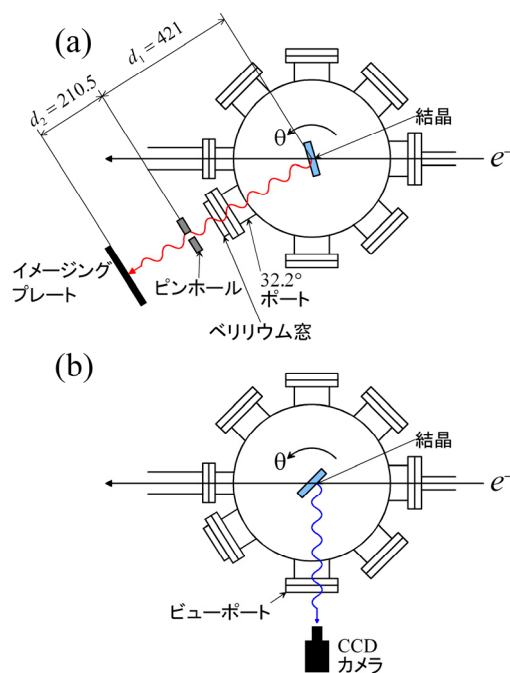 (a)
d₁ = 421
d₂ = 210.5
θ
結晶
e⁻
イメージング
プレート
ピンホール
32.2°
ポート
ベリリウム窓
(b)
θ
結晶
e⁻
ビューポート
CCD
カメラ